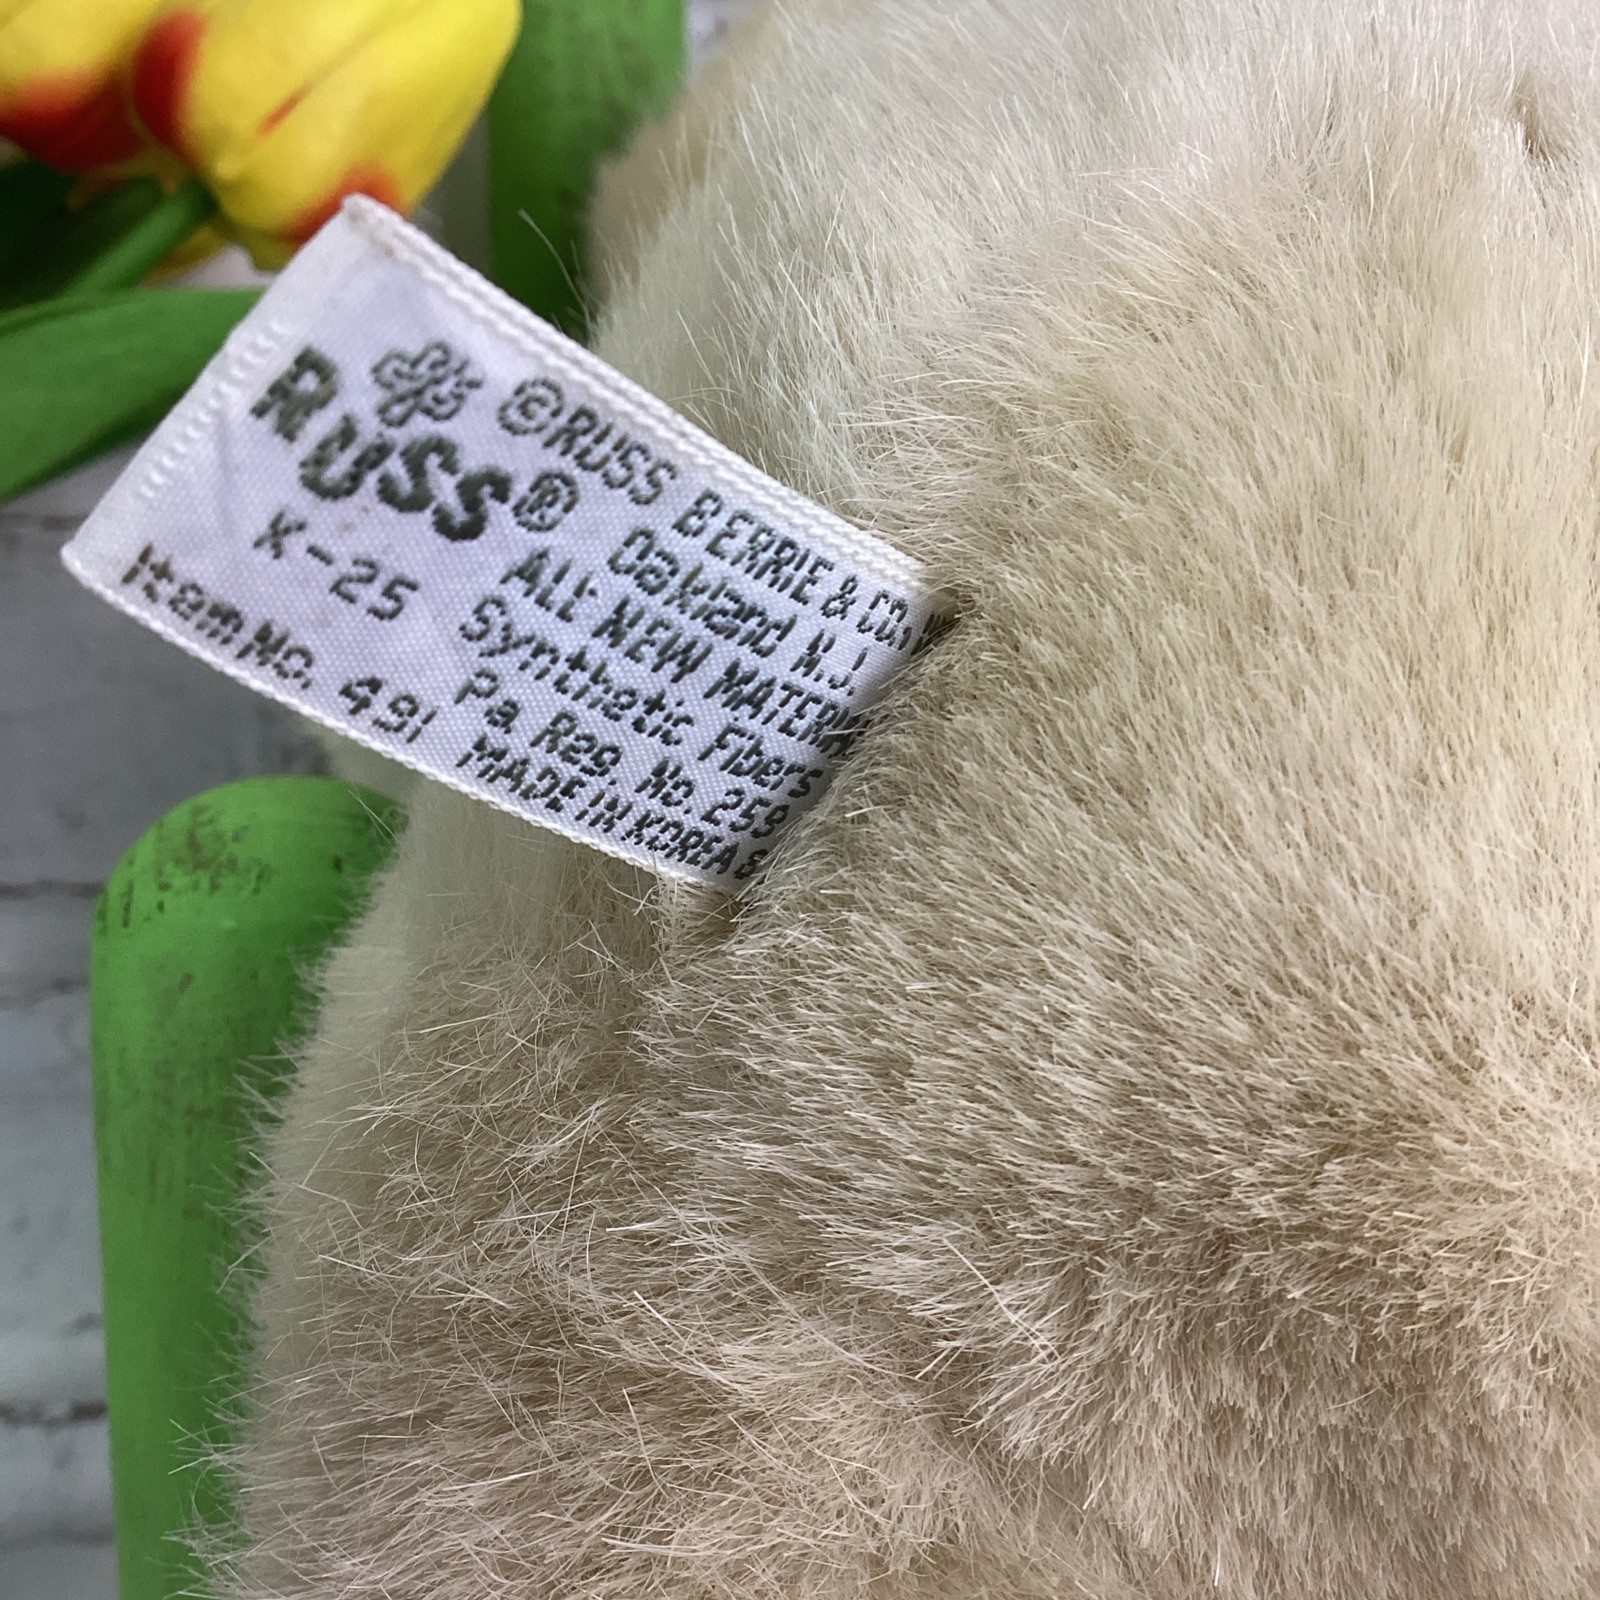 RUSS®
K-25
Item No. 491
©RUSS BERRIE & CO.,
Oakland N.J.
ALL NEW
Synthetic Fibers
Pa. Reg. No. 259
MADE IN KOREA